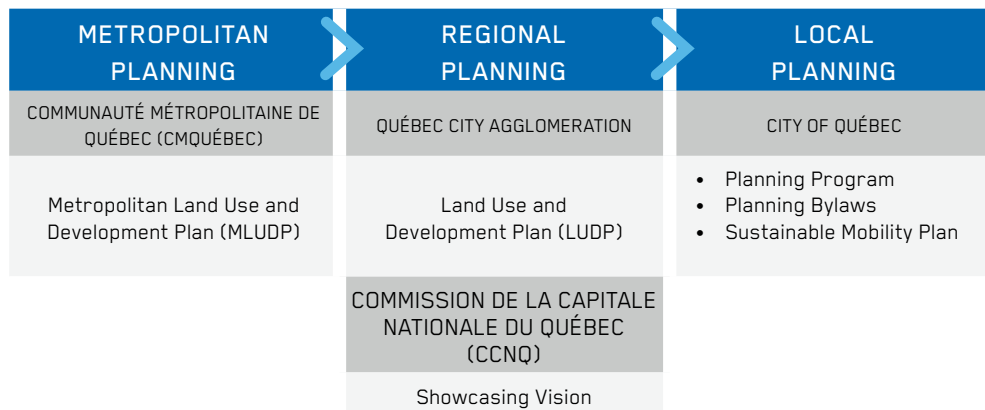 METROPOLITAN
PLANNING
COMMUNAUTÉ MÉTROPOLITAINE DE
QUÉBEC (CMQUÉBEC)
Metropolitan Land Use and
Development Plan (MLUDP)
REGIONAL
PLANNING
QUÉBEC CITY AGGLOMERATION
Land Use and
Development Plan (LUDP)
COMMISSION DE LA CAPITALE
NATIONALE DU QUÉBEC
(CCNQ)
Showcasing Vision
LOCAL
PLANNING
CITY OF QUÉBEC
• Planning Program
• Planning Bylaws
• Sustainable Mobility Plan